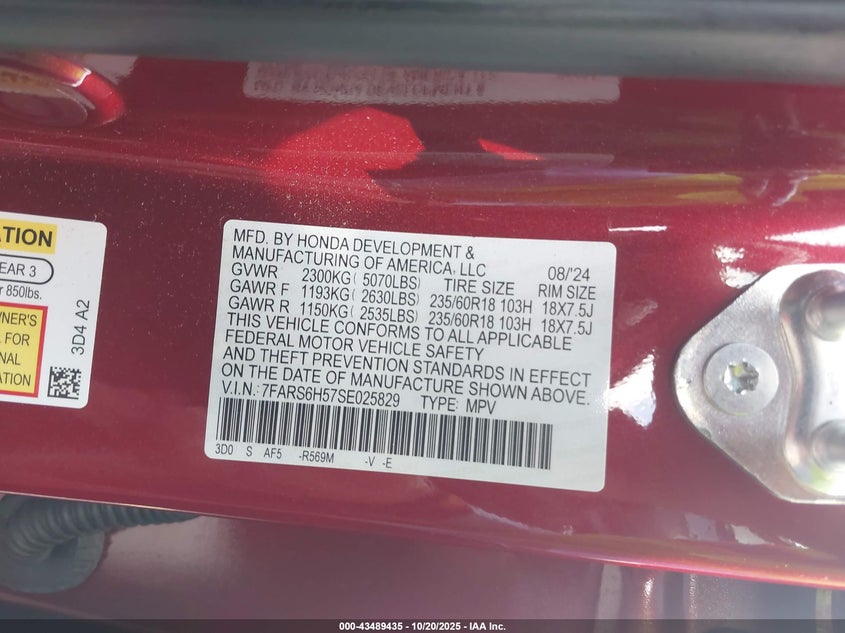 MFD. BY HONDA DEVELOPMENT &
MANUFACTURING OF AMERICA, LLC 08/'24
GVWR 2300KG ( 5070LBS) TIRE SIZE RIM SIZE
GAWR F 1193KG ( 2630LBS) 235/60R18 103H 18X7.5J
GAWR R 1150KG ( 2535LBS) 235/60R18 103H 18X7.5J
THIS VEHICLE CONFORMS TO ALL APPLICABLE
FEDERAL MOTOR VEHICLE SAFETY
AND THEFT PREVENTION STANDARDS IN EFFECT
ON THE DATE OF MANUFACTURE SHOWN ABOVE.
V.I.N.: 7FARS6H57SE025829 TYPE: MPV
3D0 S AF5 -R569M -V -E
EAR 3
850lbs.
3D4 A2
000-43489435 - 10/20/2025 - IAA Inc.